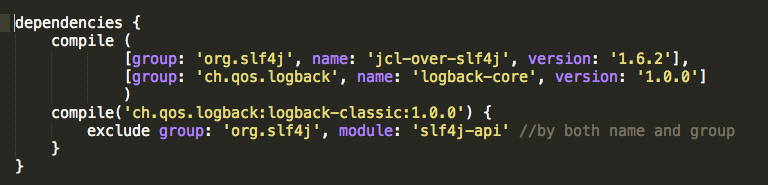 dependencies {
    compile (
            [group: 'org.slf4j', name: 'jcl-over-slf4j', version: '1.6.2'],
            [group: 'ch.qos.logback', name: 'logback-core', version: '1.0.0']
            )
    compile('ch.qos.logback:logback-classic:1.0.0') {
        exclude group: 'org.slf4j', module: 'slf4j-api' //by both name and group
    }
}